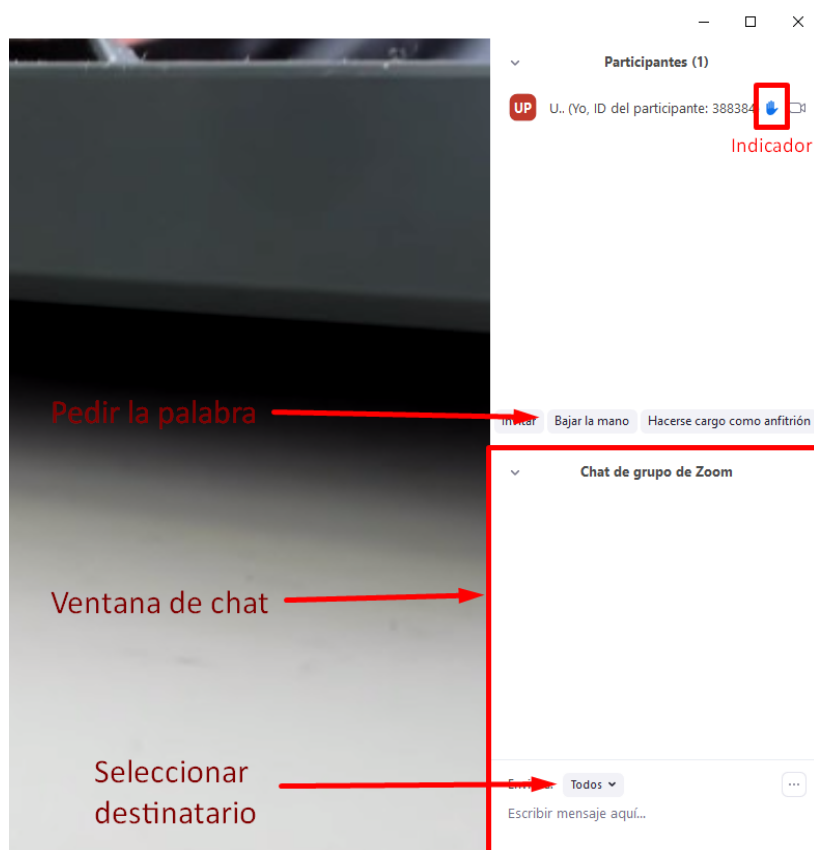 Participantes (1)
UP U.. (Yo, ID del participante: 388384
Indicador
Pedir la palabra
Invitar Bajar la mano Hacerse cargo como anfitrión
Chat de grupo de Zoom
Ventana de chat
Seleccionar
destinatario
Todos
Escribir mensaje aquí...